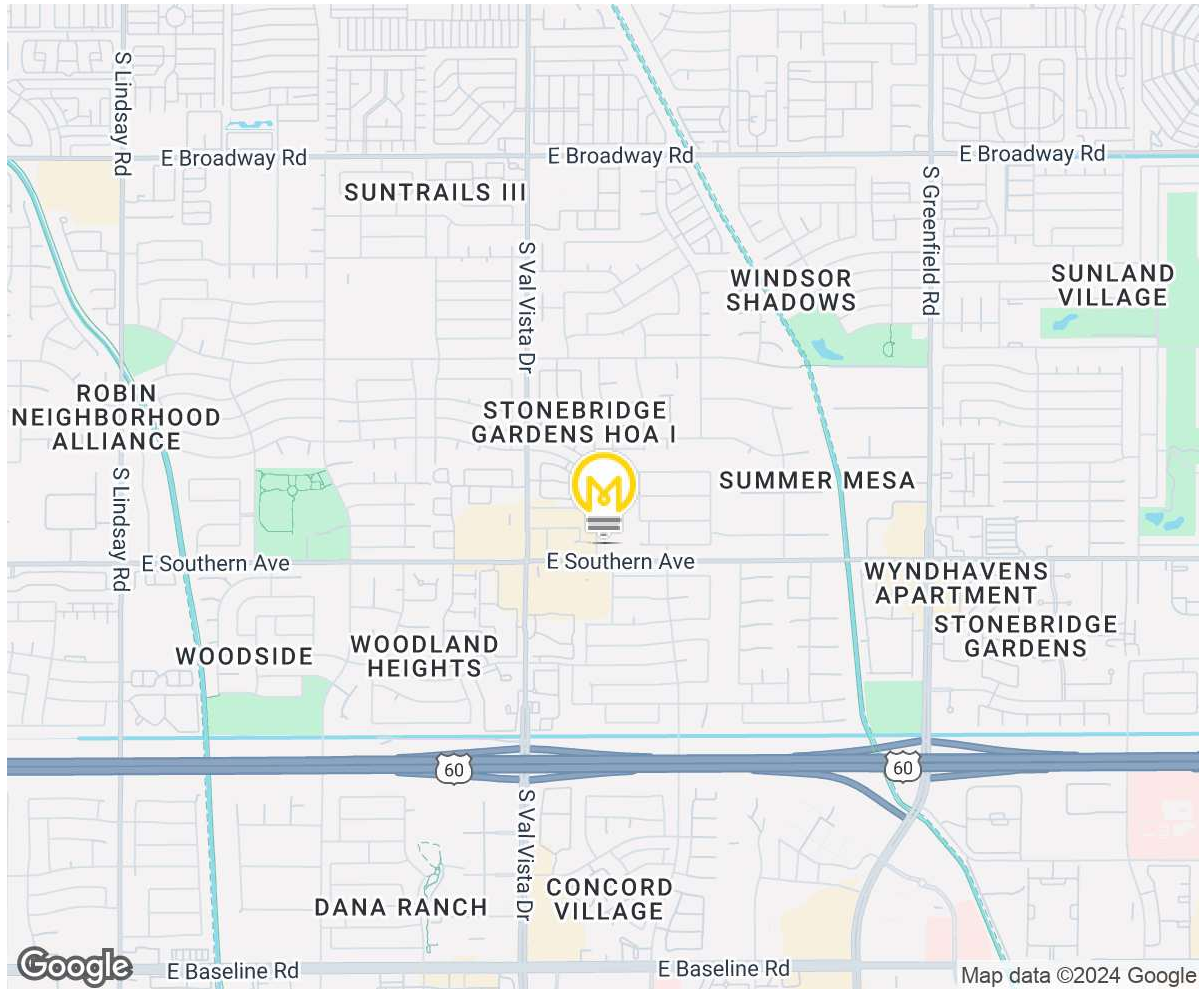 S Lindsay Rd
E Broadway Rd
E Broadway Rd
E Broadway Rd
SUNTRAILS III
S Greenfield Rd
S Val Vista Dr
WINDSOR
SHADOWS
SUNLAND
VILLAGE
ROBIN
NEIGHBORHOOD
ALLIANCE
STONEBRIDGE
GARDENS HOA I
S Lindsay Rd
M
SUMMER MESA
E Southern Ave
E Southern Ave
WYNDHAVENS
APARTMENT
STONEBRIDGE
GARDENS
WOODSIDE
WOODLAND
HEIGHTS
60
60
S Val Vista Dr
DANA RANCH
CONCORD
VILLAGE
E Baseline Rd
E Baseline Rd
Google
Map data ©2024 Google